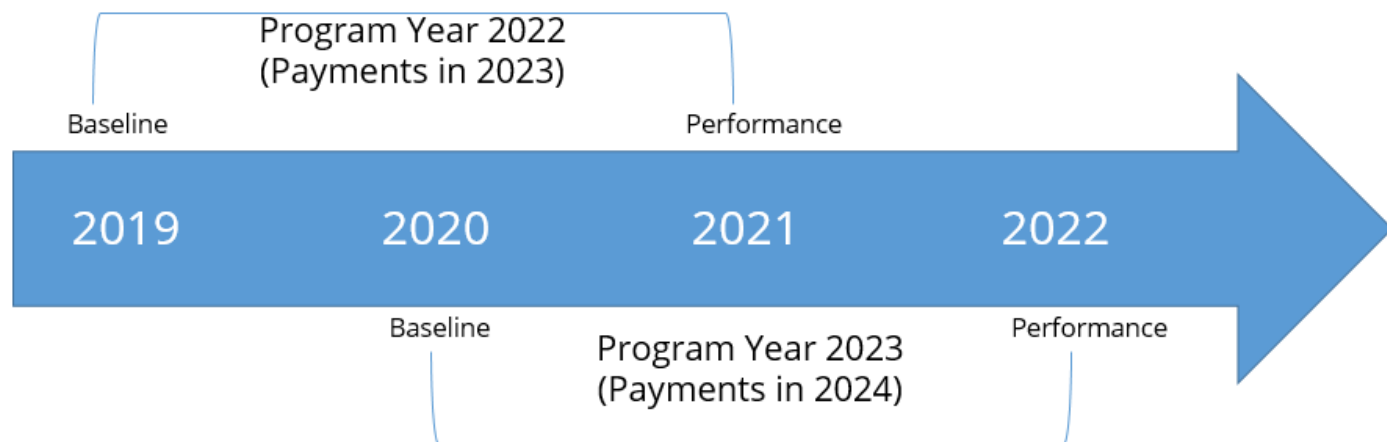 Program Year 2022
(Payments in 2023)
Baseline
Performance
2019
2020
2021
2022
Baseline
Performance
Program Year 2023
(Payments in 2024)